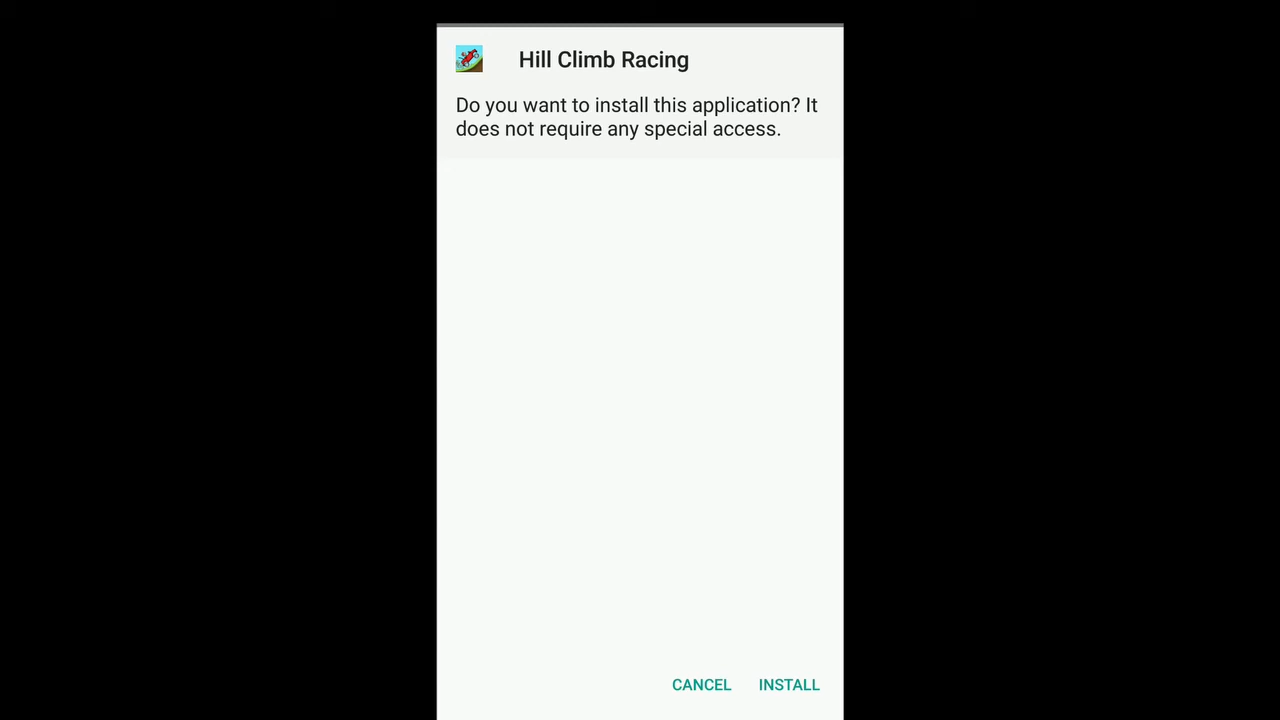 Hill Climb Racing
Do you want to install this application? It
does not require any special access.
CANCEL INSTALL